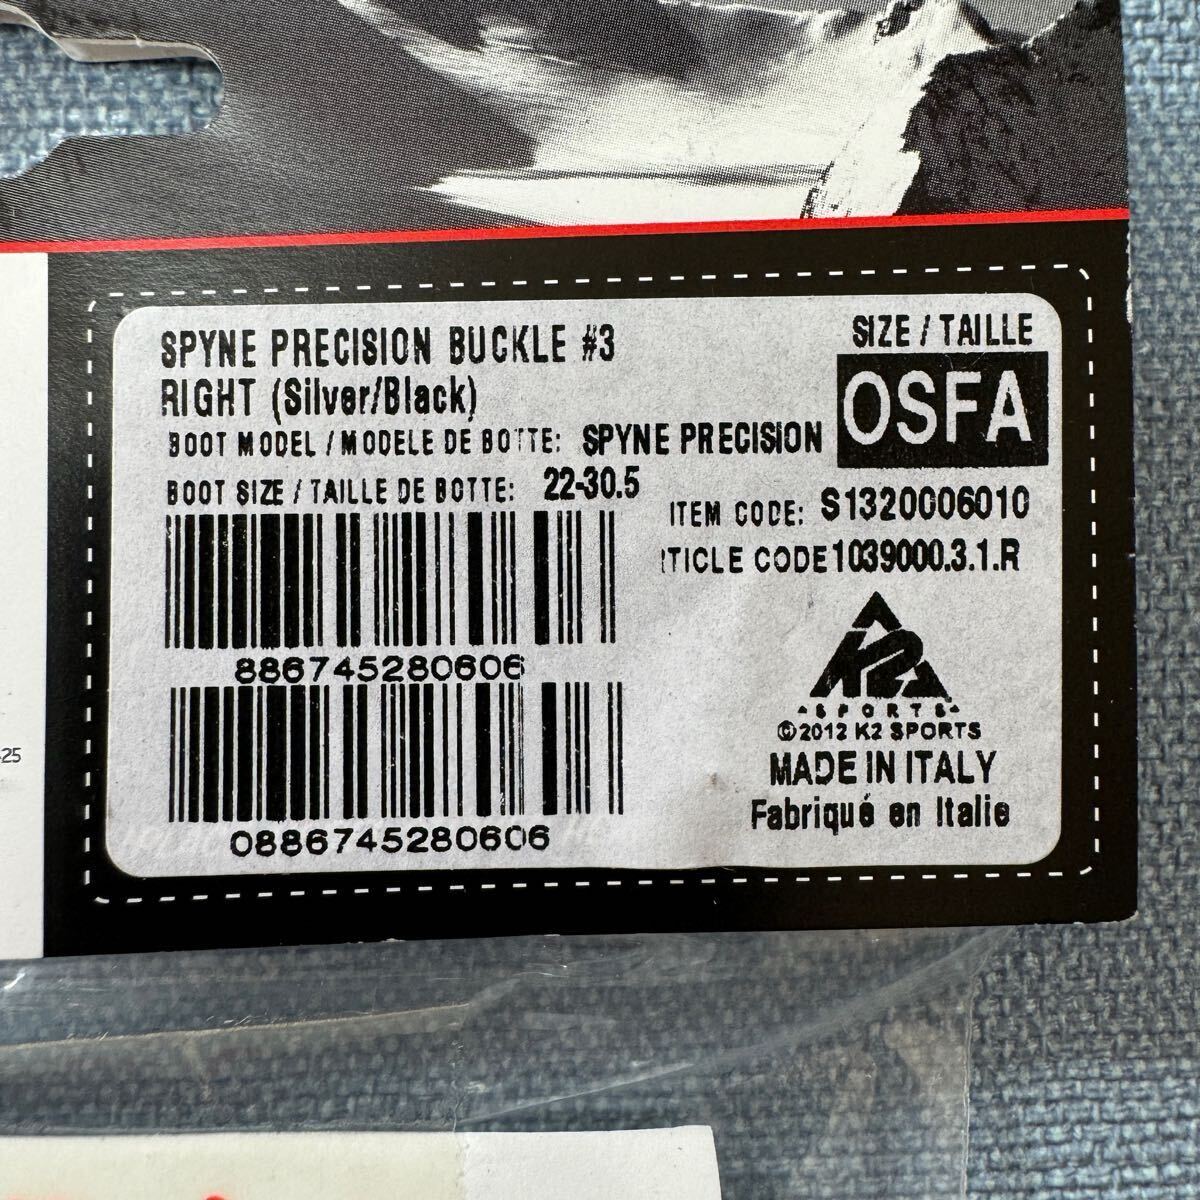 SPYNE PRECISION BUCKLE #3
RIGHT (Silver/Black)
BOOT MODEL / MODELE DE BOTTE: SPYNE PRECISION
BOOT SIZE / TAILLE DE BOTTE: 22-30.5
SIZE / TAILLE
OSFA
ITEM CODE: S1320006010
TICLE CODE 1039000.3.1.R
886745280606
0886745280606
K2
SPORTS
©2012 K2 SPORTS
MADE IN ITALY
Fabriqué en Italie
25